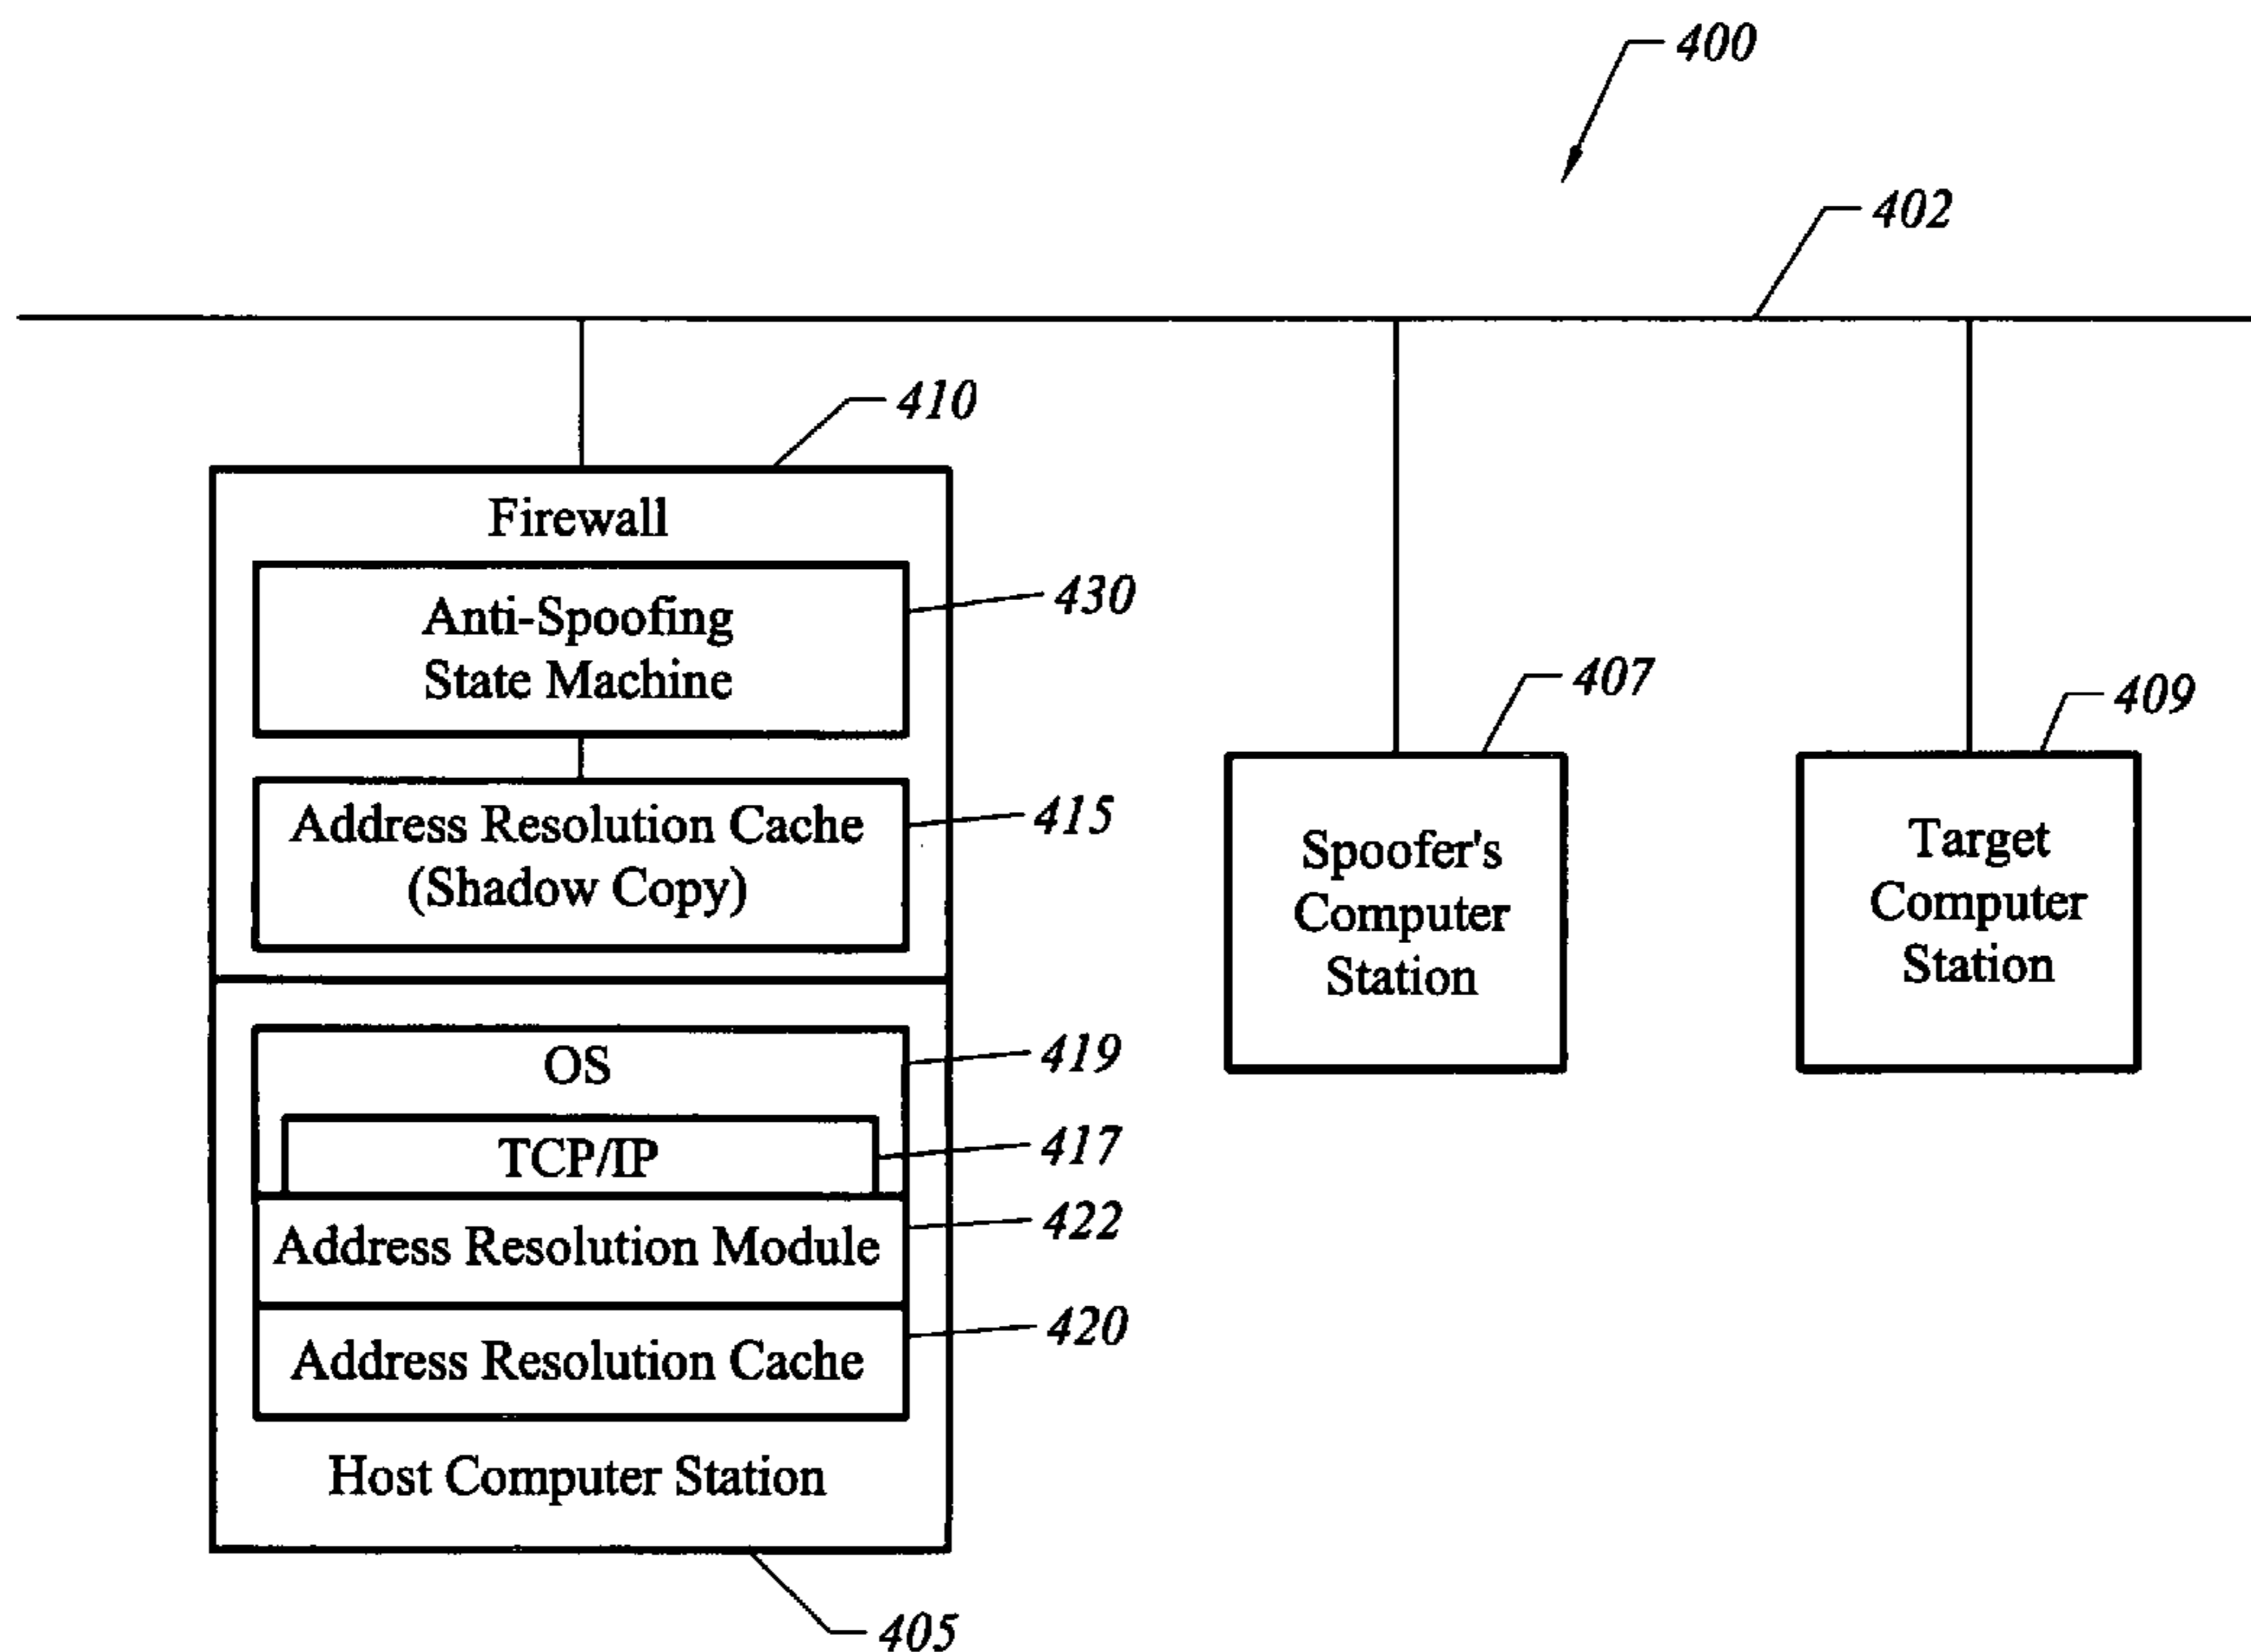 400
402
410
Firewall
Anti-Spoofing
State Machine
430
Address Resolution Cache
(Shadow Copy)
415
407
Spoofer's
Computer
Station
409
Target
Computer
Station
OS
419
TCP/IP
417
Address Resolution Module
422
Address Resolution Cache
420
Host Computer Station
405